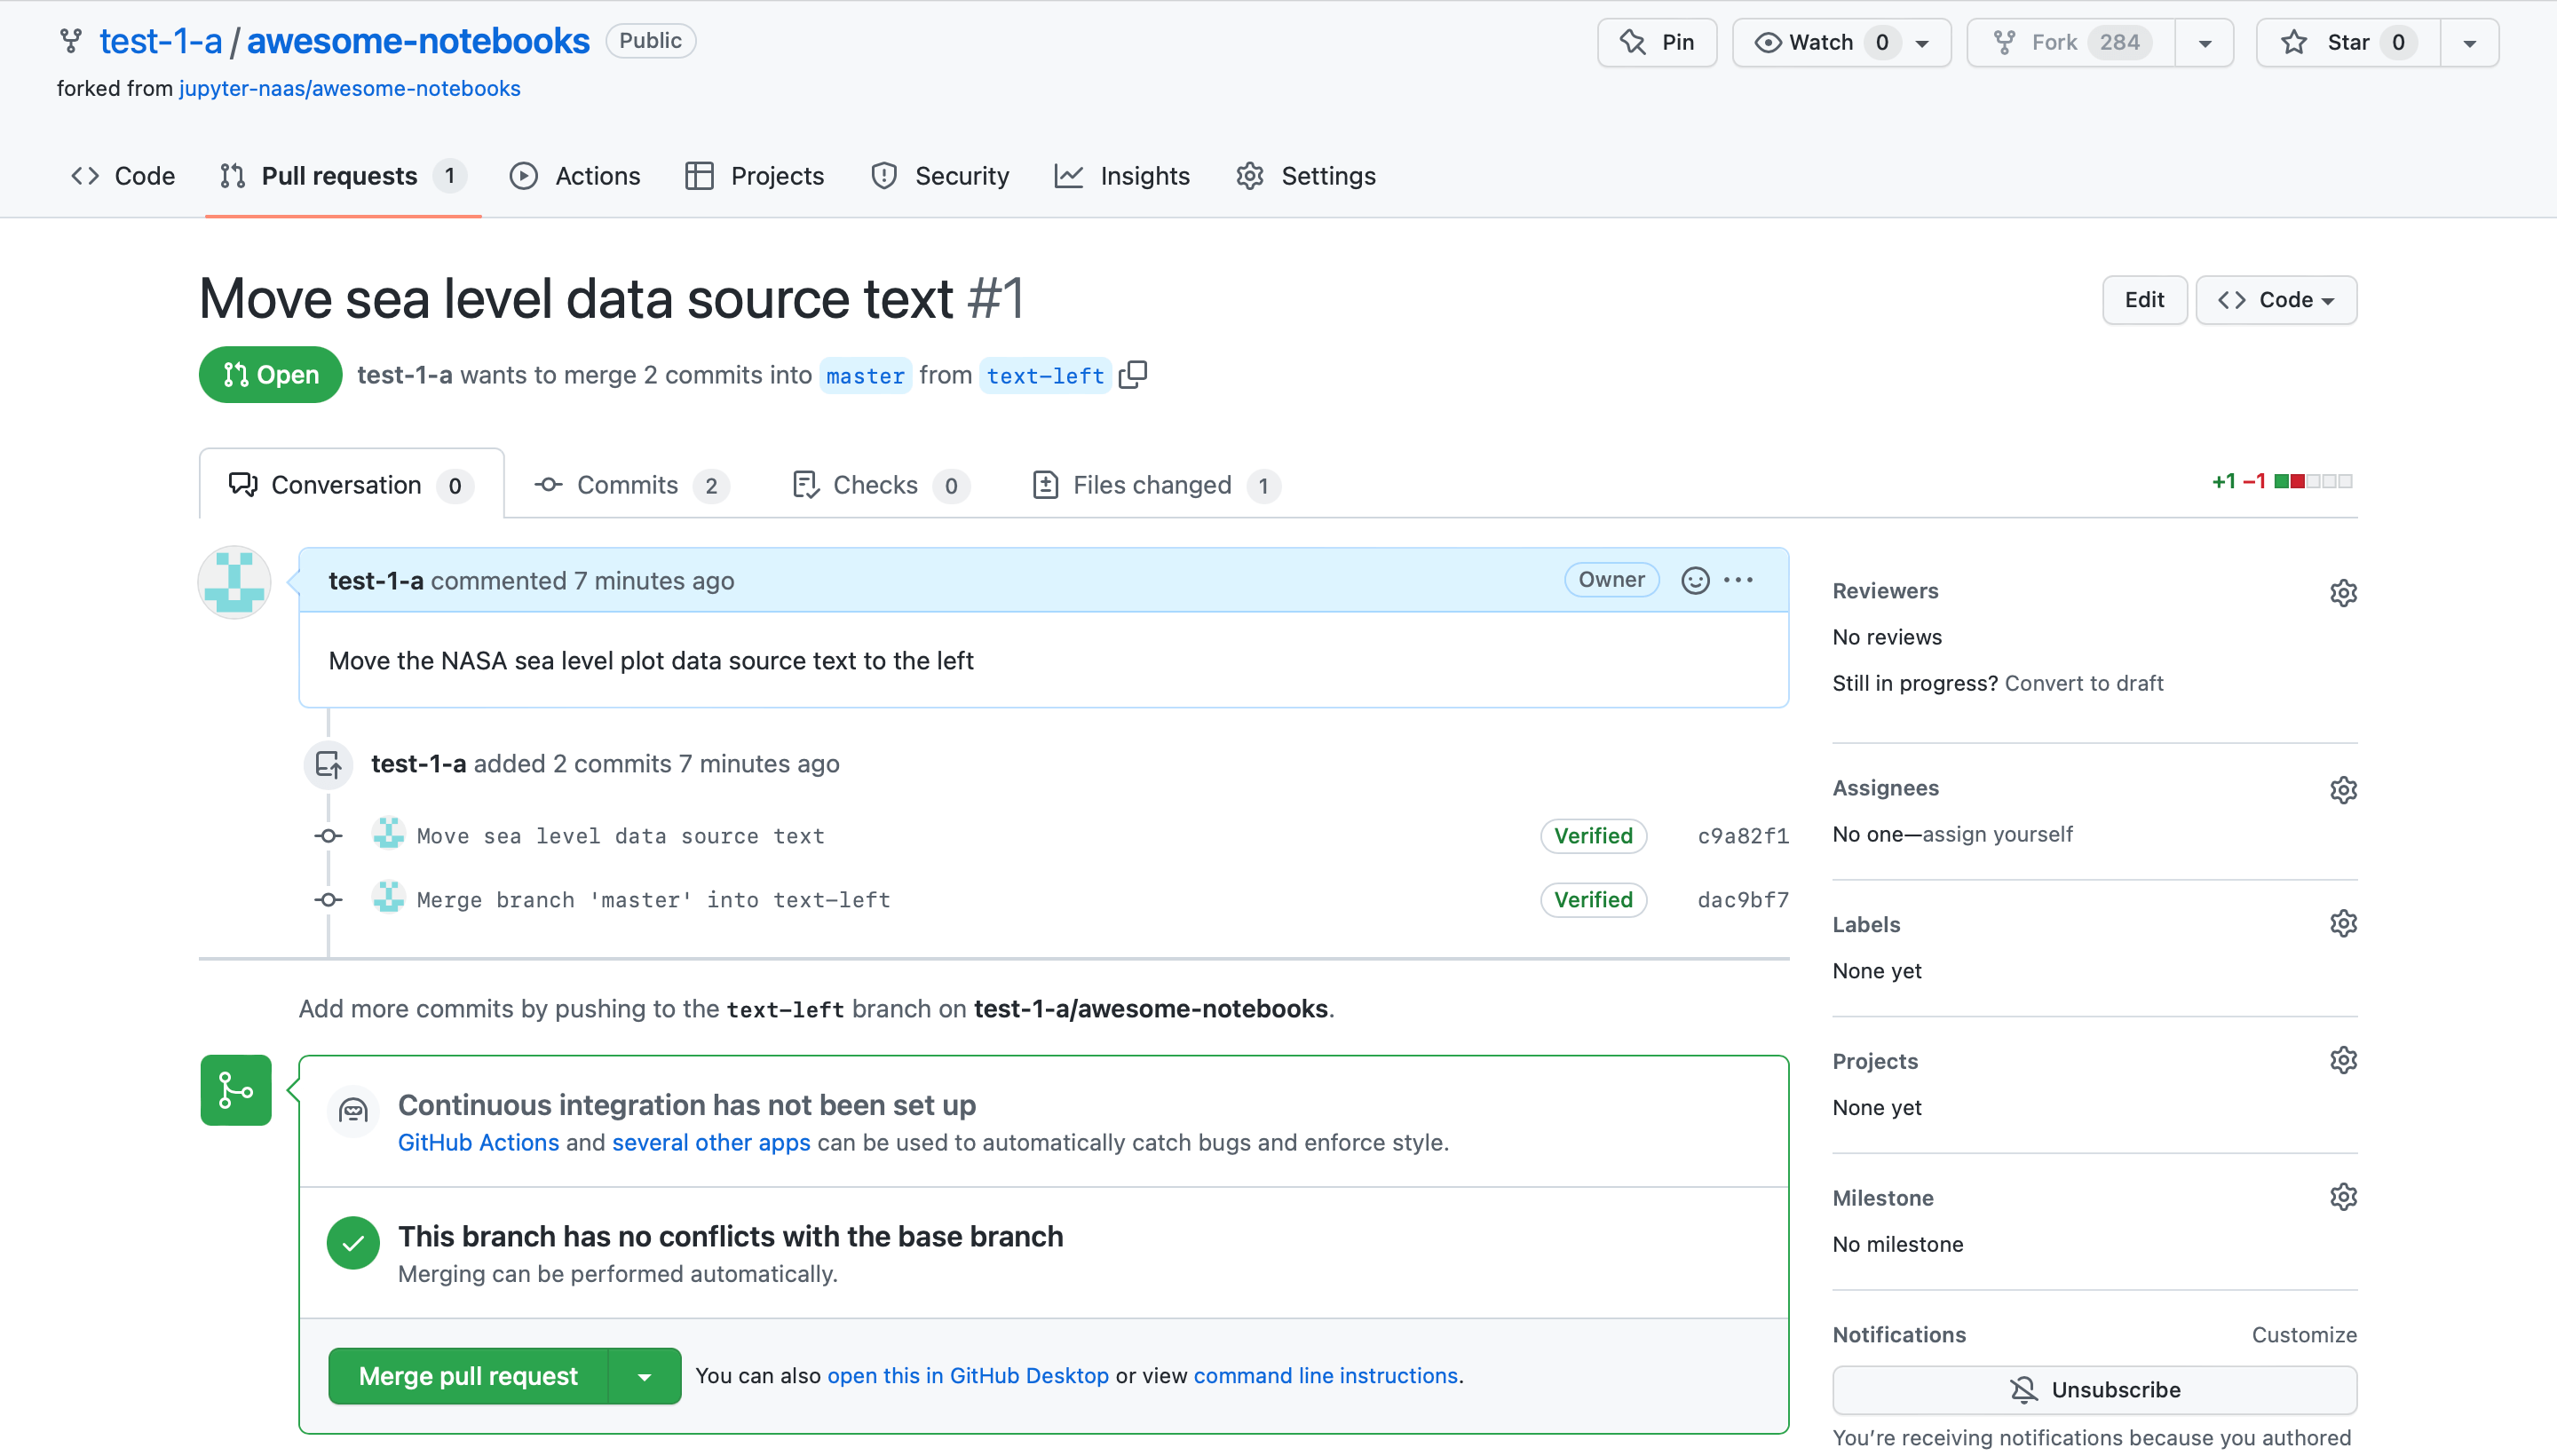 test-1-a / awesome-notebooks Public
Pin
Watch 0
Fork 284
Star 0
forked from jupyter-naas/awesome-notebooks
Code
Pull requests 1
Actions
Projects
Security
Insights
Settings
Move sea level data source text #1
Edit
Code
Open
test-1-a wants to merge 2 commits into master from text-left
Conversation 0
Commits 2
Checks 0
Files changed 1
+1 −1
test-1-a commented 7 minutes ago
Owner
Move the NASA sea level plot data source text to the left
test-1-a added 2 commits 7 minutes ago
Move sea level data source text
Verified
c9a82f1
Merge branch 'master' into text-left
Verified
dac9bf7
Add more commits by pushing to the text-left branch on test-1-a/awesome-notebooks.
Continuous integration has not been set up
GitHub Actions and several other apps can be used to automatically catch bugs and enforce style.
This branch has no conflicts with the base branch
Merging can be performed automatically.
Merge pull request
You can also open this in GitHub Desktop or view command line instructions.
Reviewers
No reviews
Still in progress? Convert to draft
Assignees
No one—assign yourself
Labels
None yet
Projects
None yet
Milestone
No milestone
Notifications
Customize
Unsubscribe
You’re receiving notifications because you authored